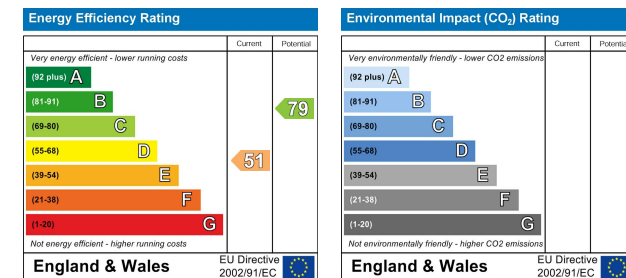 Energy Efficiency Rating
Current Potential
Very energy efficient - lower running costs
(92 plus) A
(81-91) B
(69-80) C
(55-68) D
(39-54) E
(21-38) F
(1-20) G
79
51
Not energy efficient - higher running costs
England & Wales
EU Directive
2002/91/EC
Environmental Impact (CO₂) Rating
Current Potential
Very environmentally friendly - lower CO2 emissions
(92 plus) A
(81-91) B
(69-80) C
(55-68) D
(39-54) E
(21-38) F
(1-20) G
Not environmentally friendly - higher CO2 emissions
England & Wales
EU Directive
2002/91/EC